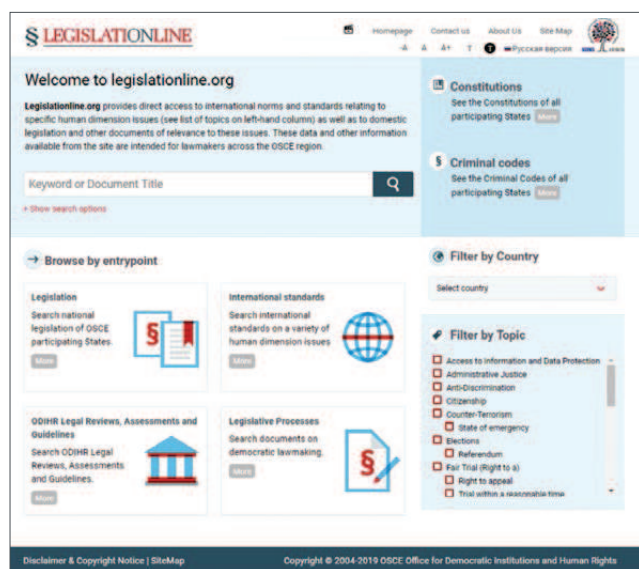 § LEGISLATIONLINE
Homepage Contact us About Us Site Map
-A A A+ T T Русская версия
Welcome to legislationline.org
Legislationline.org provides direct access to international norms and standards relating to
specific human dimension issues (see list of topics on left-hand column) as well as to domestic
legislation and other documents of relevance to these issues. These data and other information
available from the site are intended for lawmakers across the OSCE region.
Keyword or Document Title
+ Show search options
Constitutions
See the Constitutions of all
participating States More
§ Criminal codes
See the Criminal Codes of all
participating States More
Browse by entrypoint
Legislation
Search national
legislation of OSCE
participating States.
More
§
International standards
Search international
standards on a variety of
human dimension issues
More
ODIHR Legal Reviews, Assessments and
Guidelines
Search ODIHR Legal
Reviews, Assessments
and Guidelines.
More
Legislative Processes
Search documents on
democratic lawmaking.
More
§
Filter by Country
Select country
Filter by Topic
Access to Information and Data Protection
Administrative Justice
Anti-Discrimination
Citizenship
Counter-Terrorism
State of emergency
Elections
Referendum
Fair Trial (Right to a)
Right to appeal
Trial within a reasonable time
Disclaimer & Copyright Notice | SiteMap
Copyright © 2004-2019 OSCE Office for Democratic Institutions and Human Rights